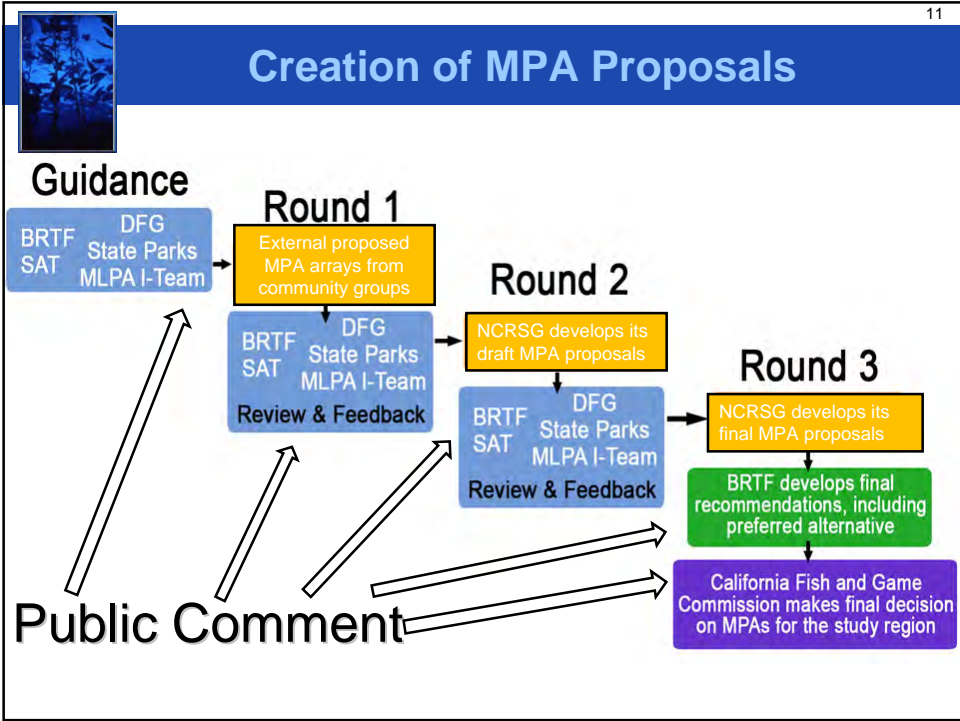 11
Creation of MPA Proposals
Guidance
BRTF
SAT
DFG
State Parks
MLPA I-Team
Round 1
External proposed
MPA arrays from
community groups
BRTF
SAT
DFG
State Parks
MLPA I-Team
Review & Feedback
Round 2
NCRSG develops its
draft MPA proposals
BRTF
SAT
DFG
State Parks
MLPA I-Team
Review & Feedback
Round 3
NCRSG develops its
final MPA proposals
BRTF develops final
recommendations, including
preferred alternative
California Fish and Game
Commission makes final decision
on MPAs for the study region
Public Comment